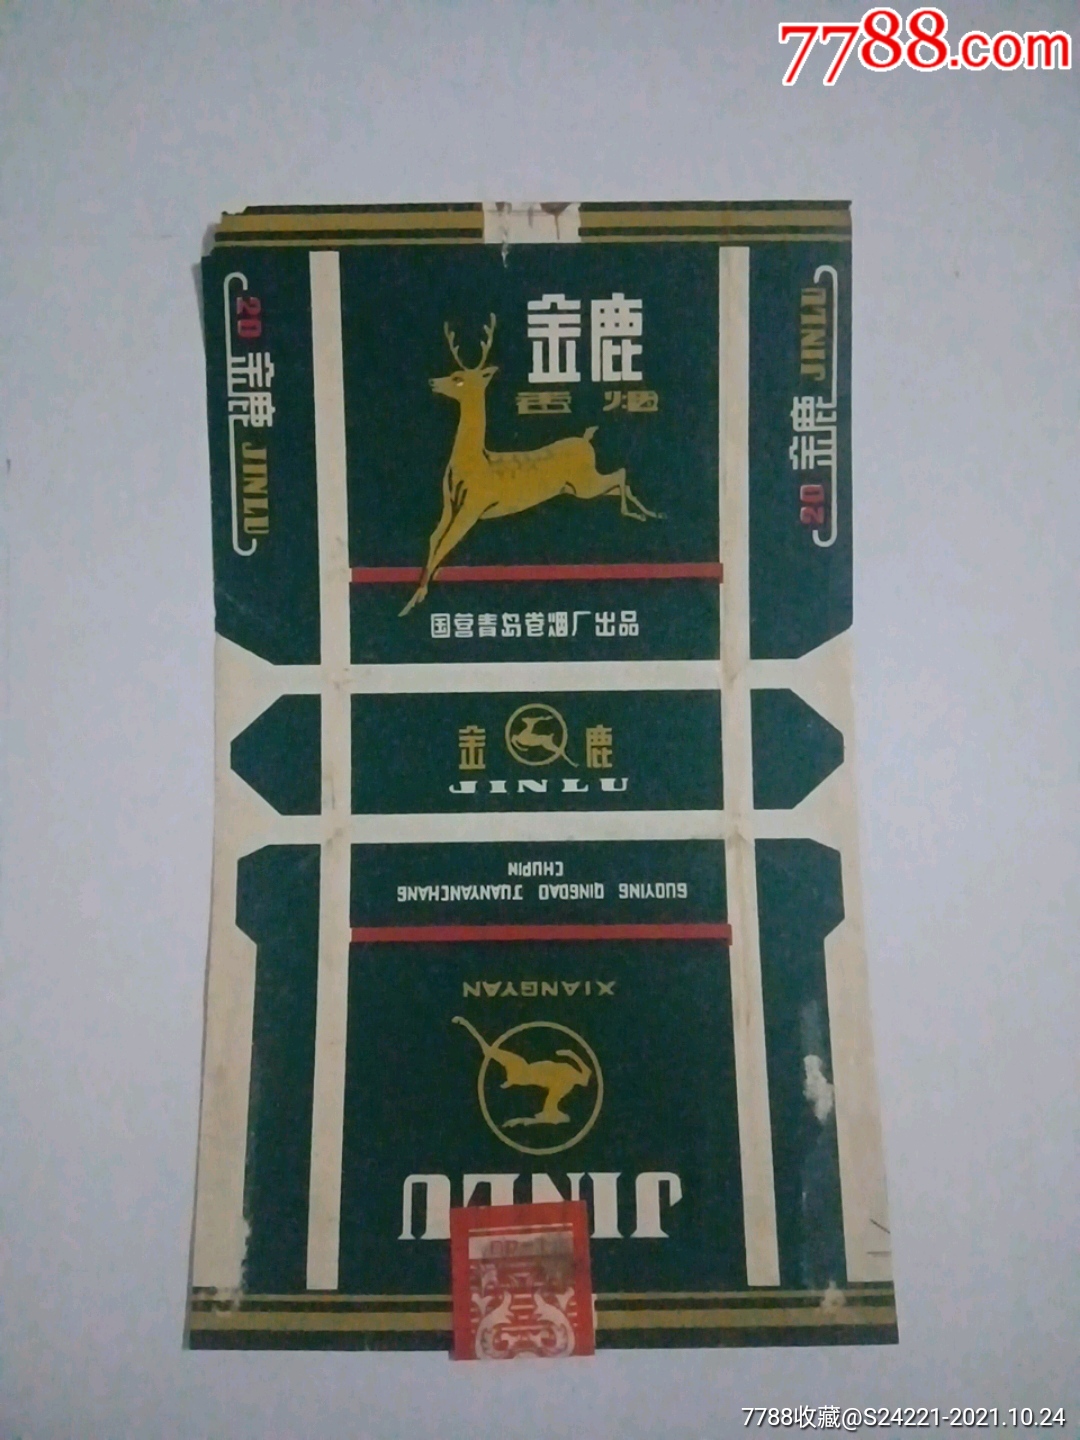 7788.com
金鹿
香烟
20 金鹿 JINLU
20 金鹿 JINLU
国营青岛卷烟厂出品
金 鹿
JINLU
GUOYING QINGDAO JUANYANCHANG
CHUPIN
XIANGYAN
JINLU
7788收藏@S24221-2021.10.24